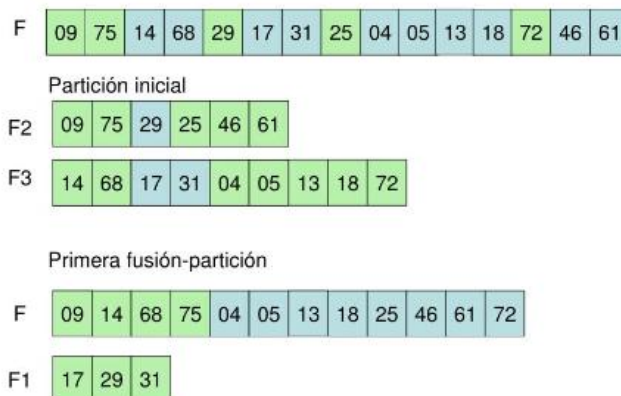 F 09 75 14 68 29 17 31 25 04 05 13 18 72 46 61
Partición inicial
F2 09 75 29 25 46 61
F3 14 68 17 31 04 05 13 18 72
Primera fusión-partición
F 09 14 68 75 04 05 13 18 25 46 61 72
F1 17 29 31